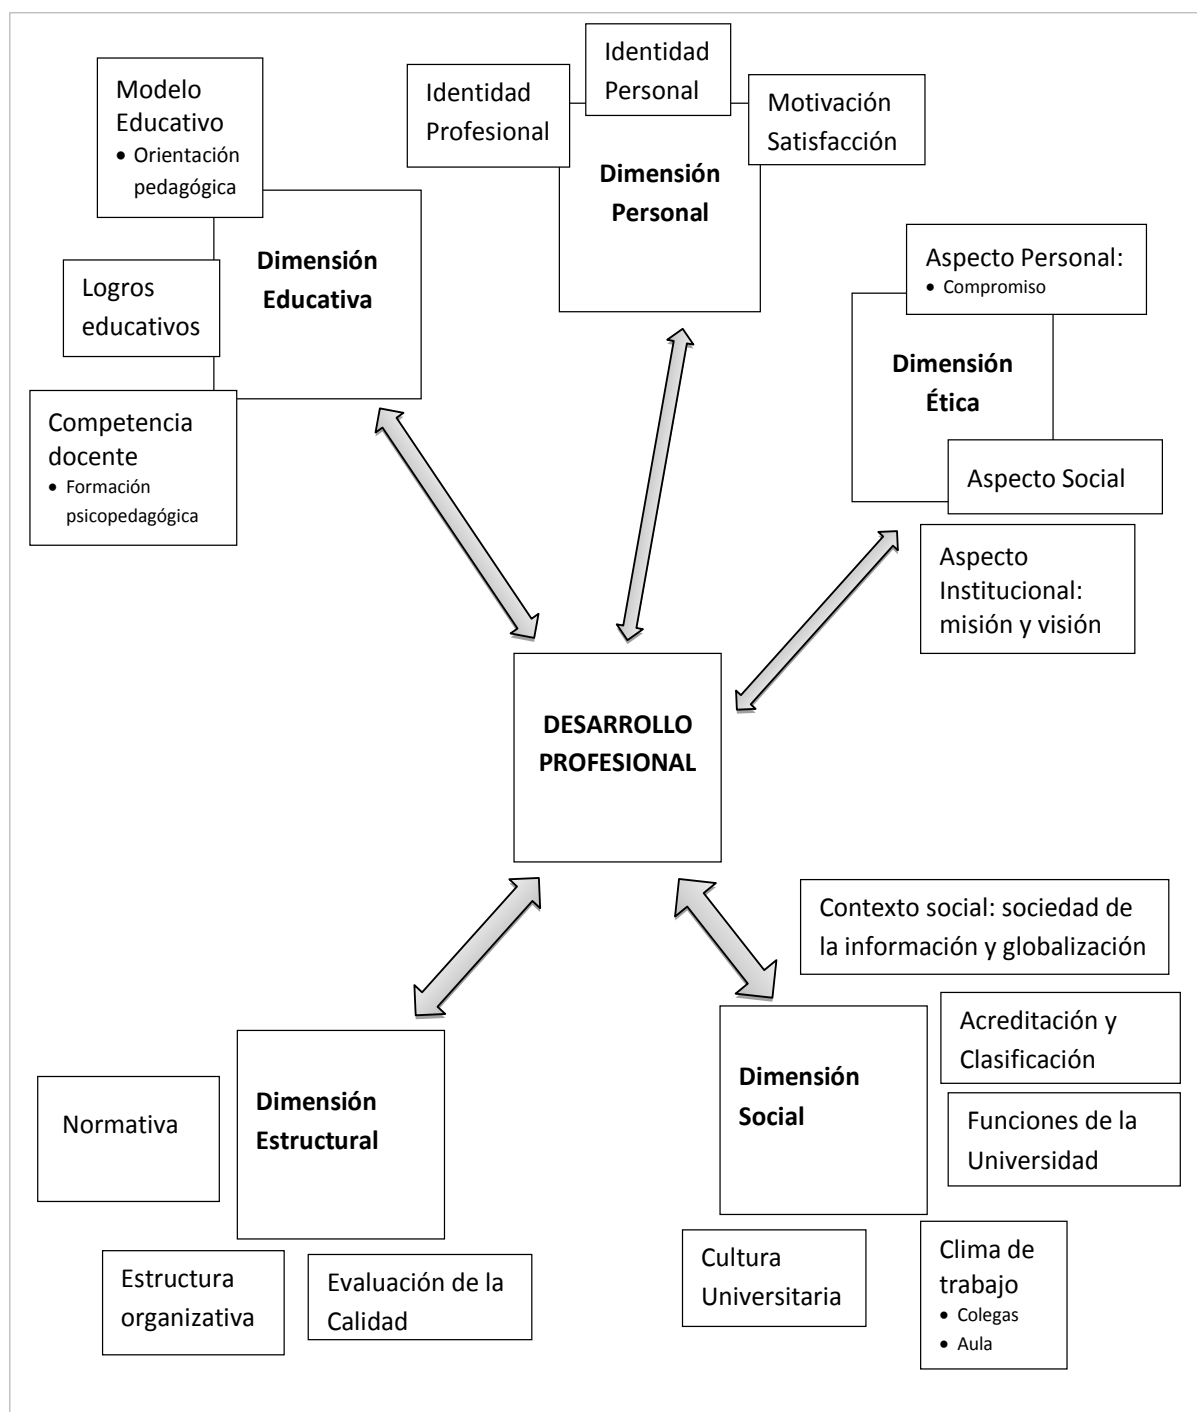 Modelo
Educativo
• Orientación
pedagógica
Logros
educativos
Competencia
docente
• Formación
psicopedagógica
Dimensión
Educativa
Identidad
Profesional
Identidad
Personal
Motivación
Satisfacción
Dimensión
Personal
Aspecto Personal:
• Compromiso
Dimensión
Ética
Aspecto Social
Aspecto
Institucional:
misión y visión
DESARROLLO
PROFESIONAL
Contexto social: sociedad de
la información y globalización
Acreditación y
Clasificación
Dimensión
Social
Funciones de la
Universidad
Cultura
Universitaria
Clima de
trabajo
• Colegas
• Aula
Dimensión
Estructural
Normativa
Estructura
organizativa
Evaluación de la
Calidad